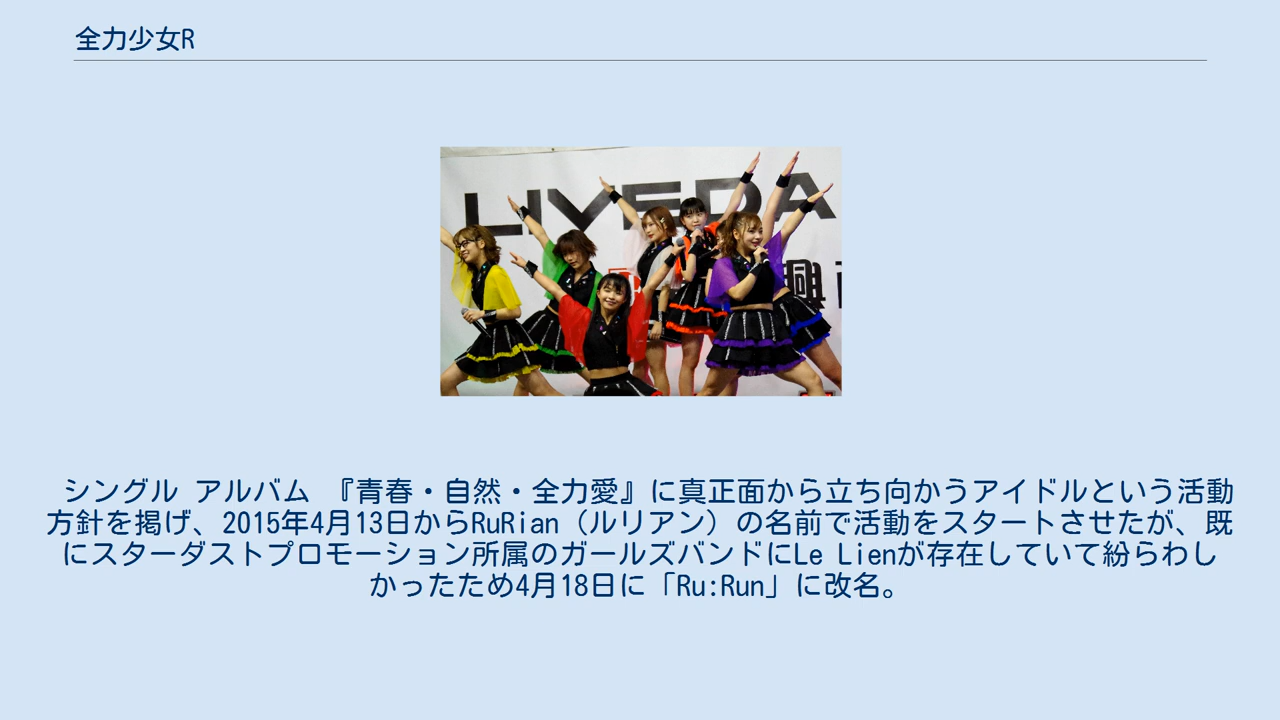 全力少女R
LIVEDA
シングル アルバム 『青春・自然・全力愛』に真正面から立ち向かうアイドルという活動
方針を掲げ、2015年4月13日からRuRian（ルリアン）の名前で活動をスタートさせたが、既
にスターダストプロモーション所属のガールズバンドにLe Lienが存在していて紛らわし
かったため4月18日に「Ru:Run」に改名。